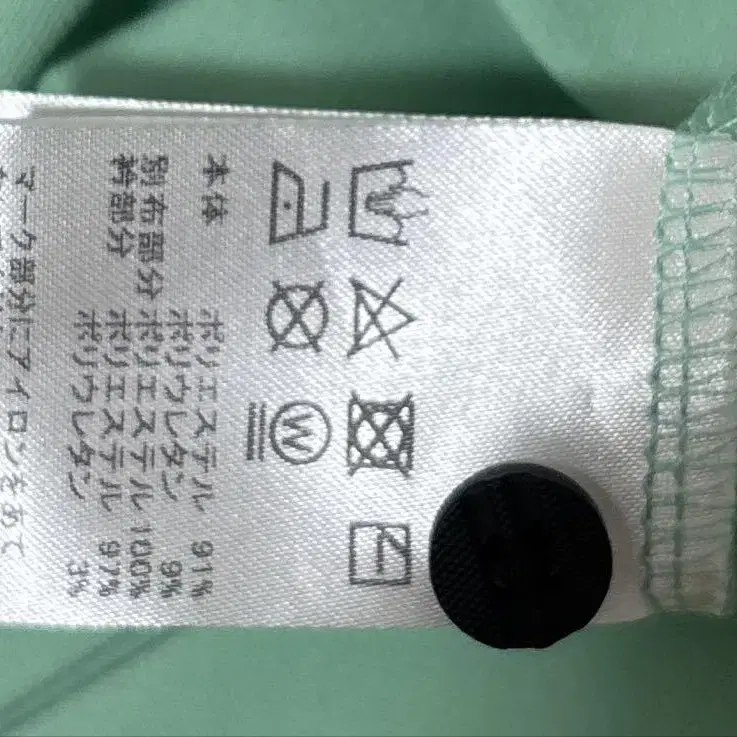 W
本体 ポリエステル 91%
ポリウレタン 9%
別布部分 ポリエステル 100%
衿部分 ポリエステル 97%
ポリウレタン 3%
マーク部分にアイロンをあて